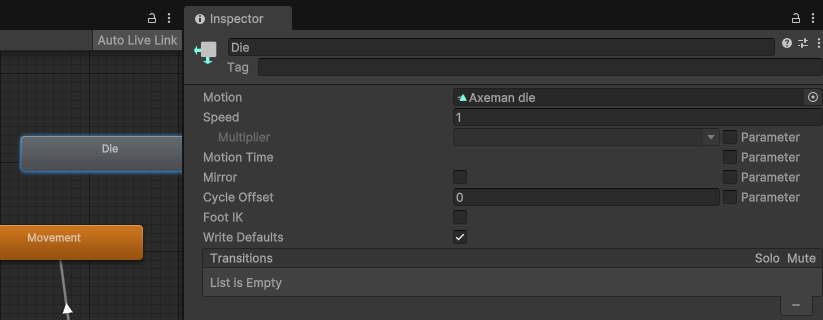 Inspector
Auto Live Link
Die
Tag
Motion Axeman die
Speed 1
Multiplier Parameter
Die
Motion Time Parameter
Mirror Parameter
Cycle Offset 0 Parameter
Foot IK
Movement
Write Defaults
Transitions Solo Mute
List is Empty